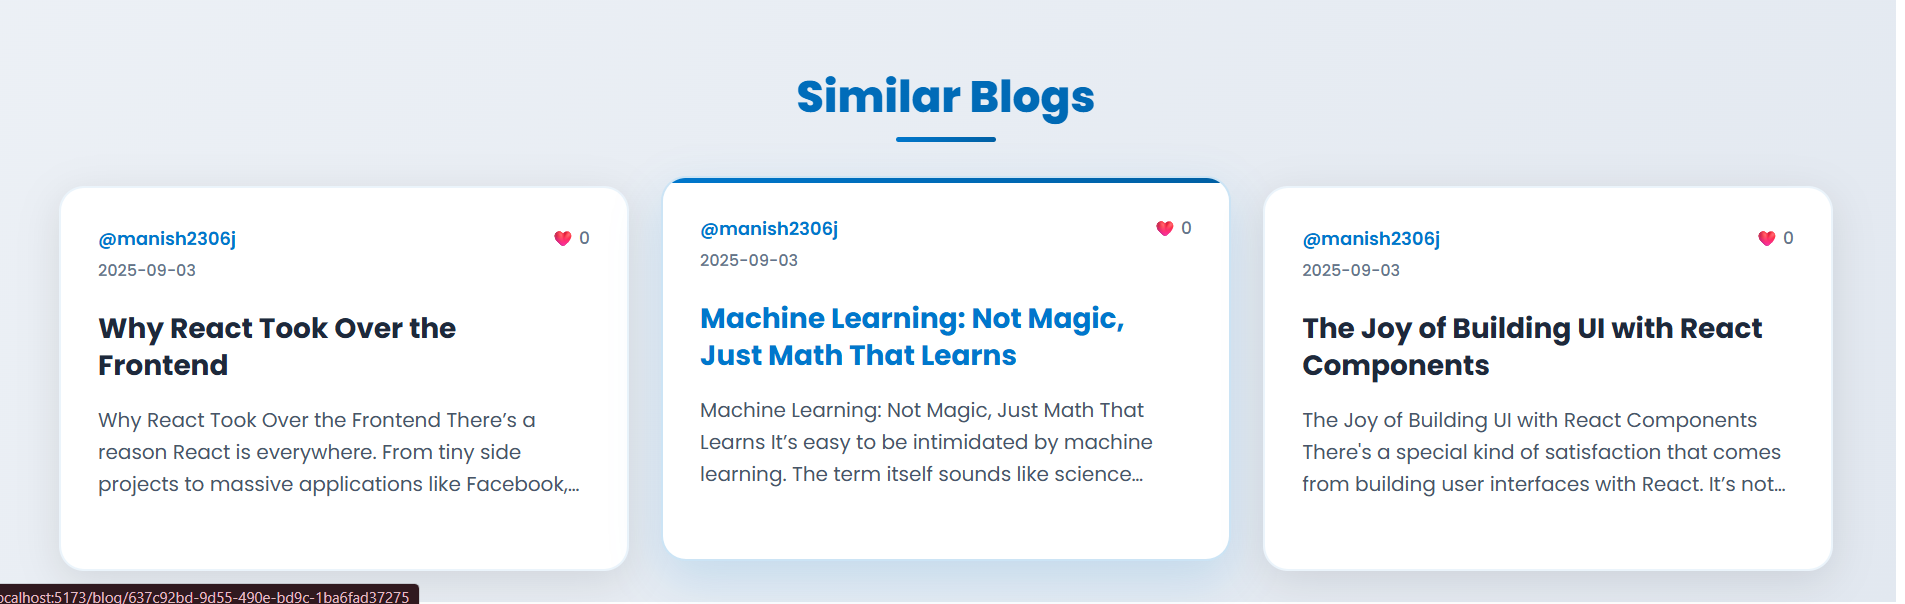 Similar Blogs
@manish2306j
0
2025-09-03
Why React Took Over the
Frontend
Why React Took Over the Frontend There’s a
reason React is everywhere. From tiny side
projects to massive applications like Facebook,...
@manish2306j
0
2025-09-03
Machine Learning: Not Magic,
Just Math That Learns
Machine Learning: Not Magic, Just Math That
Learns It’s easy to be intimidated by machine
learning. The term itself sounds like science...
@manish2306j
0
2025-09-03
The Joy of Building UI with React
Components
The Joy of Building UI with React Components
There's a special kind of satisfaction that comes
from building user interfaces with React. It’s not...
ocalhost:5173/blog/637c92bd-9d55-490e-bd9c-1ba6fad37275